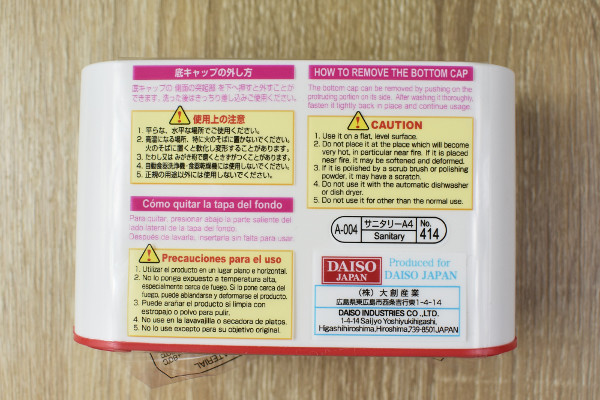 底キャップの外し方
底キャップの側面の突起部を下へ押すと外すことが
できます。洗った後はきっちり差し込みご使用ください。
使用上の注意
1. 平らな、水平な場所でご使用ください。
2. 高温になる場所、特に火のそばに置かないでください。
火のそばに置くと軟化し変形することがあります。
3. たわし又はみがき粉で磨くときずがつくことがあります。
4. 自動食器洗浄機・食器乾燥機には使用しないでください。
5. 正規の用途以外には使用しないでください。
Cómo quitar la tapa del fondo
Para quitar, presionar abajo la parte saliente del
lado lateral de la tapa del fondo.
Después de lavarlo, insertarla sin falta para usar.
Precauciones para el uso
1. Utilizar el producto en un lugar plano e horizontal.
2. No lo ponga expuesto a temperatura alta,
especialmente cerca de fuego. Si lo pone cerca del
fuego, puede ablandarse y deformarse el producto.
3. Puede arañar el producto si limpia con
estropajo o polvo para pulir.
4. No use en la lavavajilla o secadora de platos.
5. No lo use excepto para su objetivo original.
HOW TO REMOVE THE BOTTOM CAP
The bottom cap can be removed by pushing on the
protruding portion on its side. After washing it thoroughly,
fasten it tightly back in place and continue usage.
CAUTION
1. Use it on a flat, level surface.
2. Do not place it at the place which will become
very hot, in particular near fire. If it is placed
near fire, it may be softened and deformed.
3. If it is polished by a scrub brush or polishing
powder, it may have a scratch.
4. Do not use it with the automatic dishwasher
or dish dryer.
5. Do not use it for other than the normal use.
A-004 サニタリーA4 Sanitary No. 414
DAISO JAPAN
Produced for
DAISO JAPAN
(株)大創産業
広島県東広島市西条吉行東1-4-14
DAISO INDUSTRIES CO.,LTD.
1-4-14 Saijyo Yoshiyukihigashi,
Higashihiroshima,Hiroshima,739-8501,JAPAN
MATERIAL